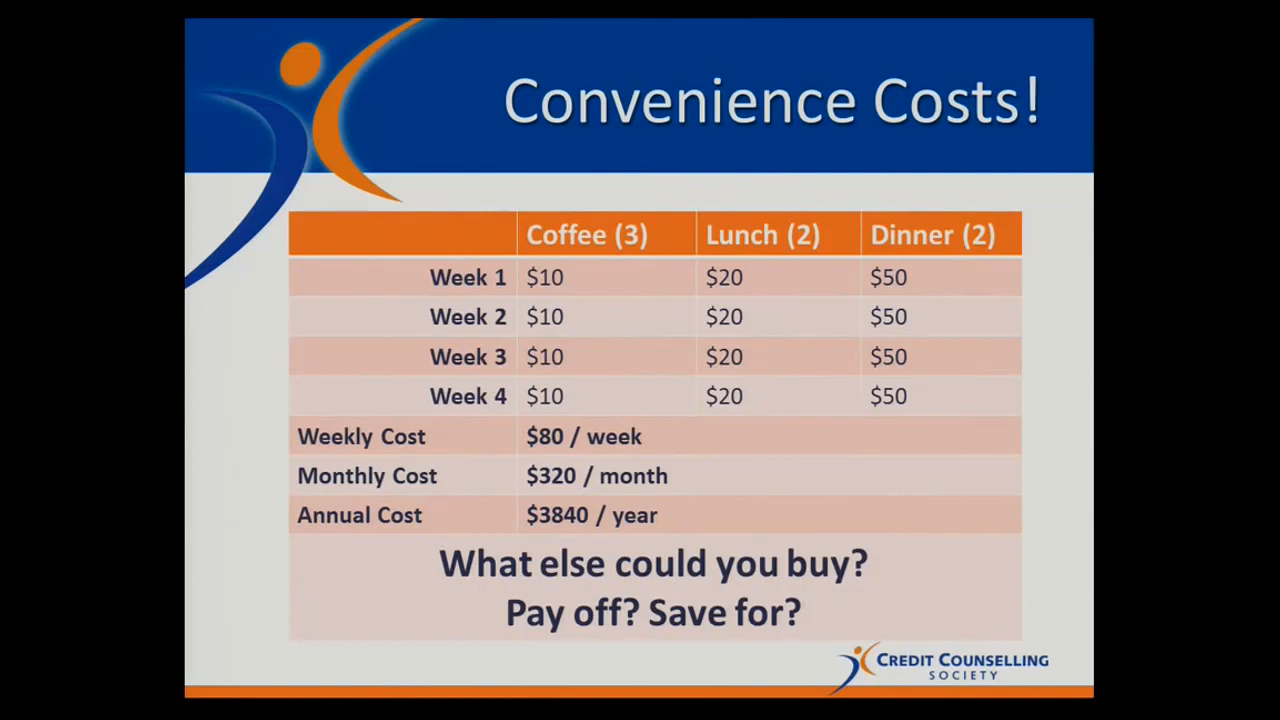 Convenience Costs!
Coffee (3) Lunch (2) Dinner (2)
Week 1 $10 $20 $50
Week 2 $10 $20 $50
Week 3 $10 $20 $50
Week 4 $10 $20 $50
Weekly Cost $80 / week
Monthly Cost $320 / month
Annual Cost $3840 / year
What else could you buy?
Pay off? Save for?
CREDIT COUNSELLING
SOCIETY